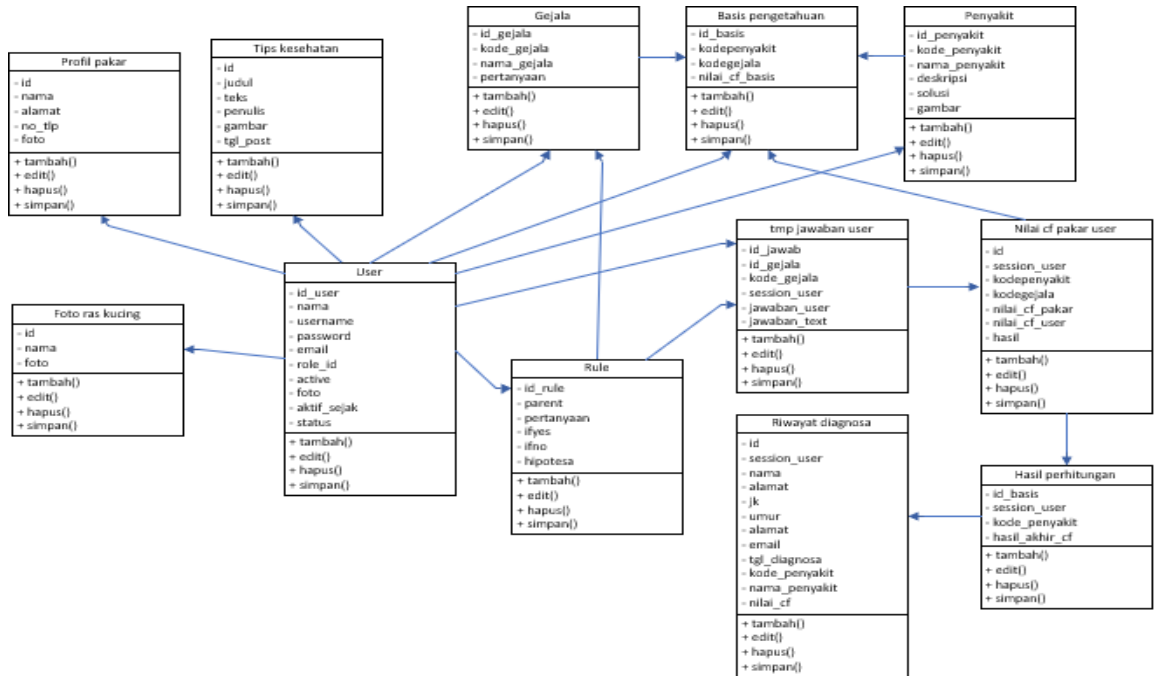 Gejala
- id_gejala
- kode_gejala
- nama_gejala
- pertanyaan
+ tambah()
+ edit()
+ hapus()
+ simpan()
Basis pengetahuan
- id_basis
- kodepenyakit
- kodegejala
- nilai_cf_basis
+ tambah()
+ edit()
+ hapus()
+ simpan()
Penyakit
- id_penyakit
- kode_penyakit
- nama_penyakit
- deskripsi
- solusi
- gambar
+ tambah()
+ edit()
+ hapus()
+ simpan()
Profil pakar
- id
- nama
- alamat
- no_tlp
- foto
+ tambah()
+ edit()
+ hapus()
+ simpan()
Tips kesehatan
- id
- judul
- teks
- penulis
- gambar
- tgl_post
+ tambah()
+ edit()
+ hapus()
+ simpan()
User
- id_user
- nama
- username
- password
- email
- role_id
- active
- foto
- aktif_sejak
- status
+ tambah()
+ edit()
+ hapus()
+ simpan()
Foto ras kucing
- id
- nama
- foto
+ tambah()
+ edit()
+ hapus()
+ simpan()
Rule
- id_rule
- parent
- pertanyaan
- ifyes
- ifno
- hipotesa
+ tambah()
+ edit()
+ hapus()
+ simpan()
tmp jawaban user
- id_jawab
- id_gejala
- kode_gejala
- session_user
- jawaban_user
- jawaban_text
+ tambah()
+ edit()
+ hapus()
+ simpan()
Nilai cf pakar user
- id
- session_user
- kodepenyakit
- kodegejala
- nilai_cf_pakar
- nilai_cf_user
- hasil
+ tambah()
+ edit()
+ hapus()
+ simpan()
Riwayat diagnosa
- id
- session_user
- nama
- alamat
- jk
- umur
- alamat
- email
- tgl_diagnosa
- kode_penyakit
- nama_penyakit
- nilai_cf
+ tambah()
+ edit()
+ hapus()
+ simpan()
Hasil perhitungan
- id_basis
- session_user
- kode_penyakit
- hasil_akhir_cf
+ tambah()
+ edit()
+ hapus()
+ simpan()